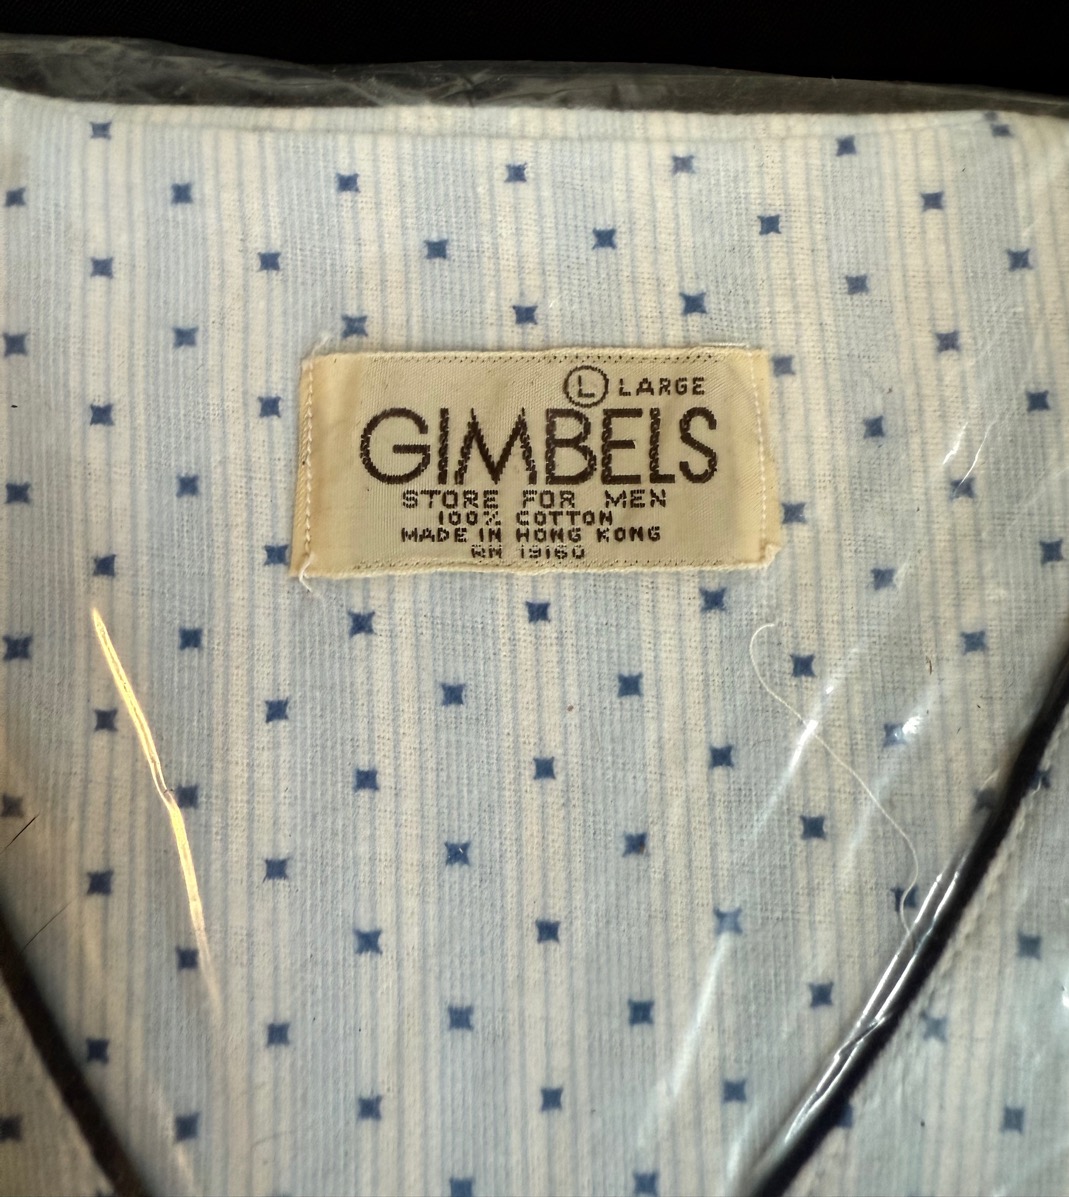 L LARGE
GIMBELS
STORE FOR MEN
100% COTTON
MADE IN HONG KONG
RN 19160